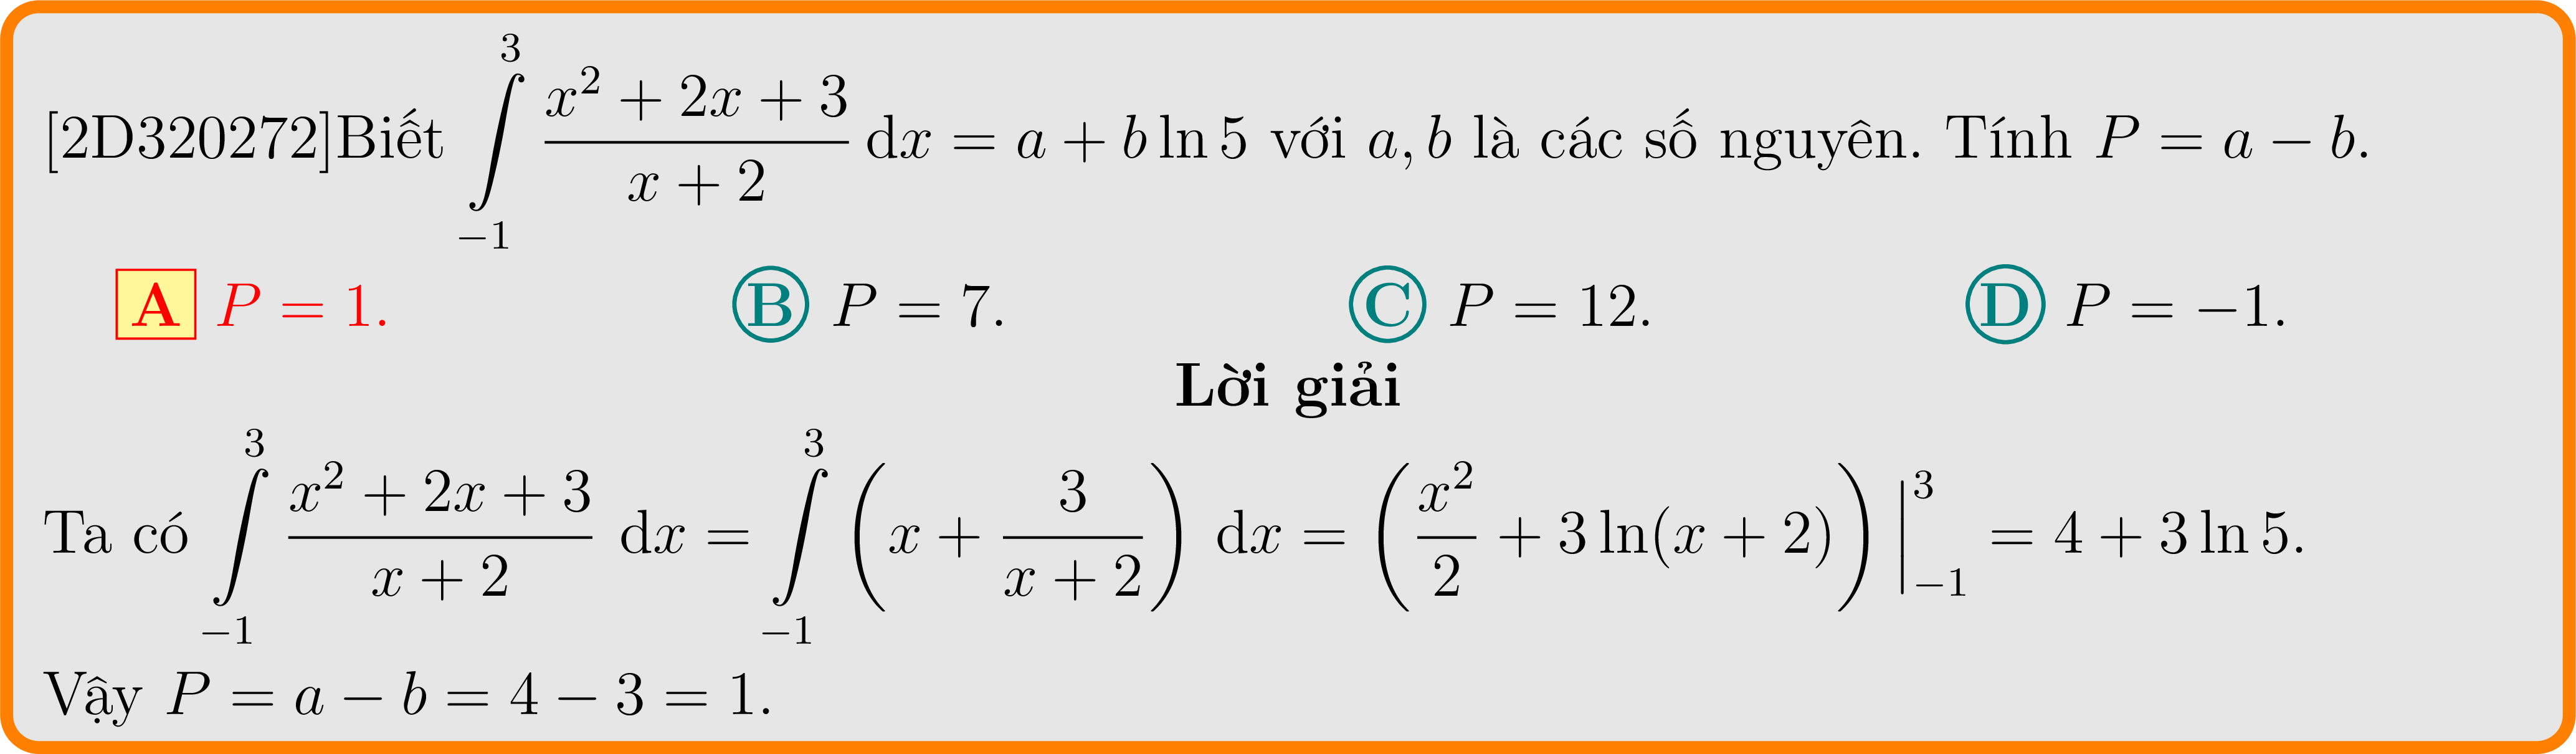 [2D320272]Biết $\int\limits_{-1}^{3} \frac{x^2+2x+3}{x+2}\,\mathrm{d}x = a + b\ln 5$ với $a, b$ là các số nguyên. Tính $P = a - b$.
A $P = 1$. B $P = 7$. C $P = 12$. D $P = -1$.
Lời giải
Ta có $\int\limits_{-1}^{3} \frac{x^2+2x+3}{x+2}\,\mathrm{d}x = \int\limits_{-1}^{3} \left(x + \frac{3}{x+2}\right)\,\mathrm{d}x = \left(\frac{x^2}{2} + 3\ln(x+2)\right)\Big|_{-1}^{3} = 4 + 3\ln 5$.
Vậy $P = a - b = 4 - 3 = 1$.